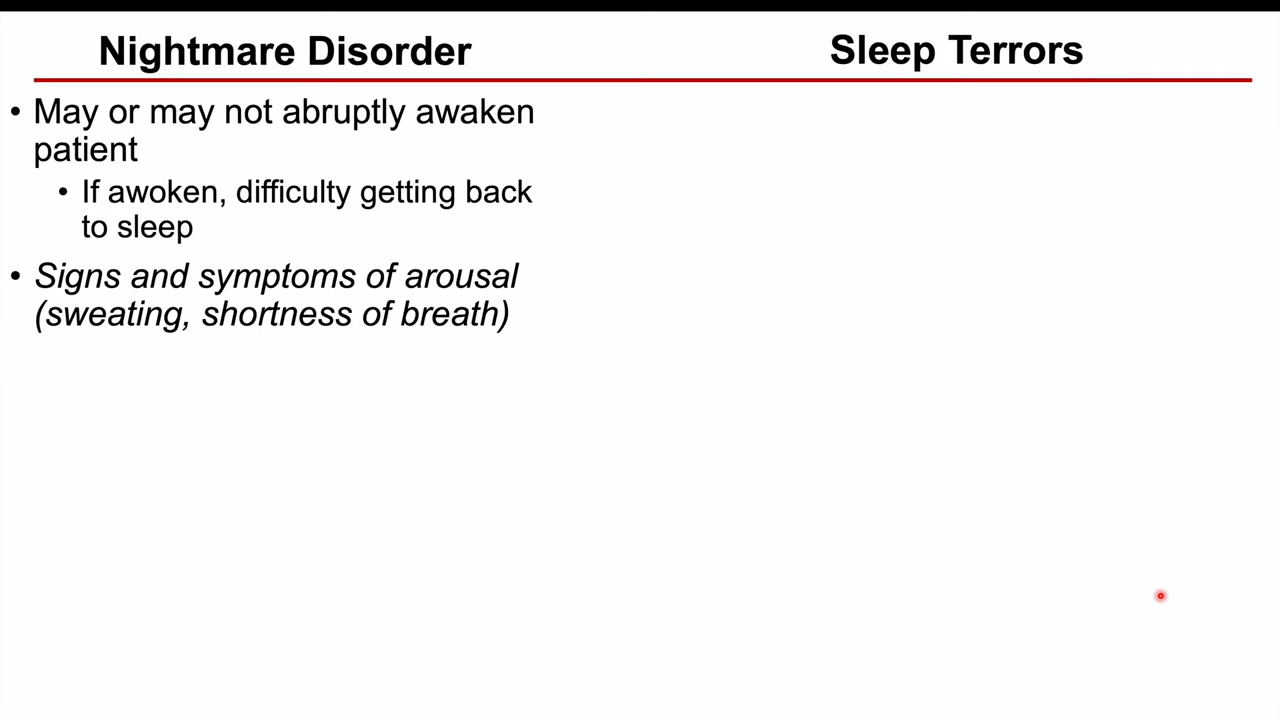 Nightmare Disorder
Sleep Terrors
• May or may not abruptly awaken
patient
• If awoken, difficulty getting back
to sleep
• Signs and symptoms of arousal
(sweating, shortness of breath)